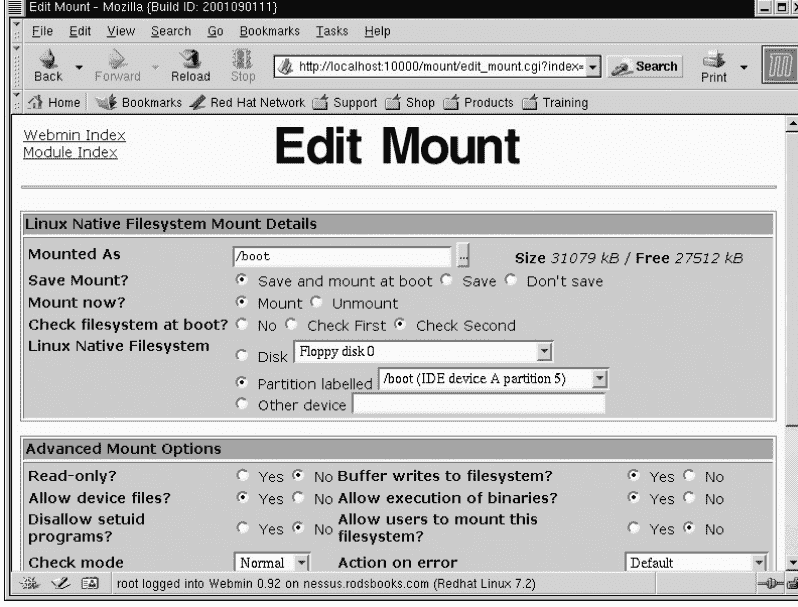 Edit Mount - Mozilla {Build ID: 2001090111}
File Edit View Search Go Bookmarks Tasks Help
Back Forward Reload Stop http://localhost:10000/mount/edit_mount.cgi?index= Search Print
Home Bookmarks Red Hat Network Support Shop Products Training
Webmin Index
Module Index
Edit Mount
Linux Native Filesystem Mount Details
Mounted As /boot ... Size 31079 kB / Free 27512 kB
Save Mount? Save and mount at boot Save Don't save
Mount now? Mount Unmount
Check filesystem at boot? No Check First Check Second
Linux Native Filesystem Disk Floppy disk 0
Partition labelled /boot (IDE device A partition 5)
Other device
Advanced Mount Options
Read-only? Yes No Buffer writes to filesystem? Yes No
Allow device files? Yes No Allow execution of binaries? Yes No
Disallow setuid programs? Yes No Allow users to mount this filesystem? Yes No
Check mode Normal Action on error Default
root logged into Webmin 0.92 on nessus.rodsbooks.com (Redhat Linux 7.2)